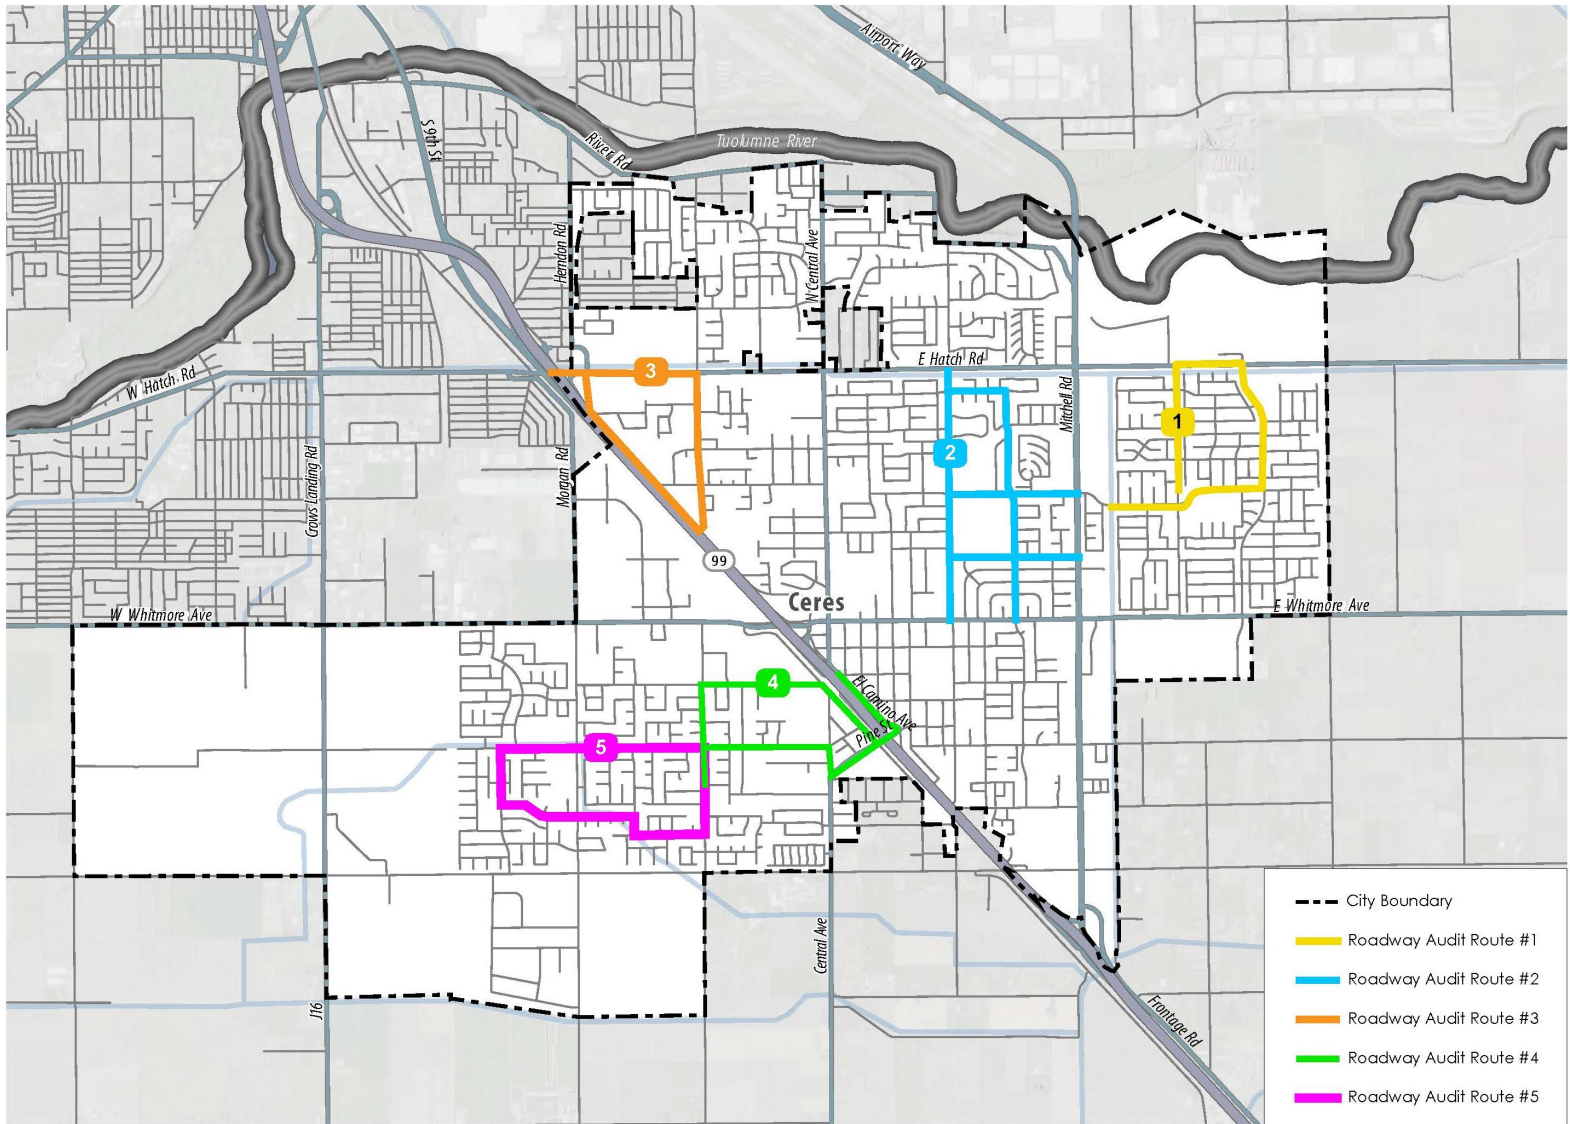 Airport Way
S 9th St
River Rd
Tuolumne River
Herndon Rd
N Central Ave
E Hatch Rd
W Hatch Rd
3
Mitchell Rd
1
2
Crows Landing Rd
Morgan Rd
99
Ceres
W Whitmore Ave
E Whitmore Ave
4
El Camino Ave
Pine St
5
Central Ave
J16
Frontage Rd
City Boundary
Roadway Audit Route #1
Roadway Audit Route #2
Roadway Audit Route #3
Roadway Audit Route #4
Roadway Audit Route #5